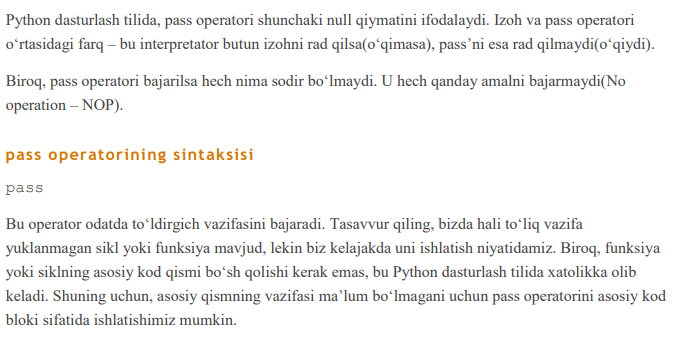 Python dasturlash tilida, pass operatori shunchaki null qiymatini ifodalaydi. Izoh va pass operatori
o‘rtasidagi farq – bu interpretator butun izohni rad qilsa(o‘qimasa), pass’ni esa rad qilmaydi(o‘qiydi).
Biroq, pass operatori bajarilsa hech nima sodir bo‘lmaydi. U hech qanday amalni bajarmaydi(No
operation – NOP).
pass operatorining sintaksisi
pass
Bu operator odatda to‘ldirgich vazifasini bajaradi. Tasavvur qiling, bizda hali to‘liq vazifa
yuklanmagan sikl yoki funksiya mavjud, lekin biz kelajakda uni ishlatish niyatidamiz. Biroq, funksiya
yoki siklning asosiy kod qismi bo‘sh qolishi kerak emas, bu Python dasturlash tilida xatolikka olib
keladi. Shuning uchun, asosiy qismning vazifasi ma’lum bo‘lmagani uchun pass operatorini asosiy kod
bloki sifatida ishlatishimiz mumkin.